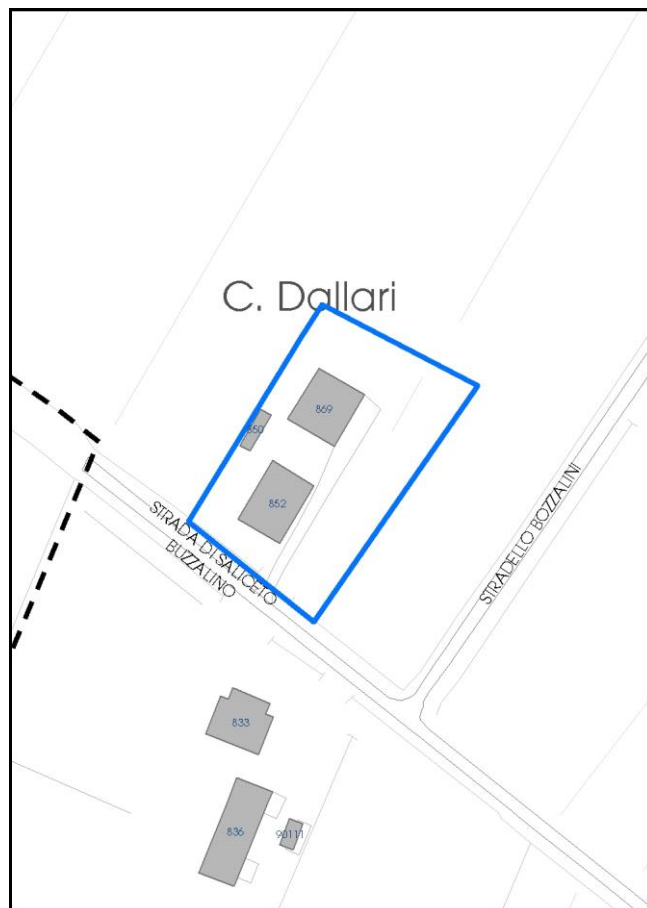 C. Dallari
869
850
852
STRADA DI SALICETO
BUZZALINO
STRADELLO BOZZALINI
833
836
90111